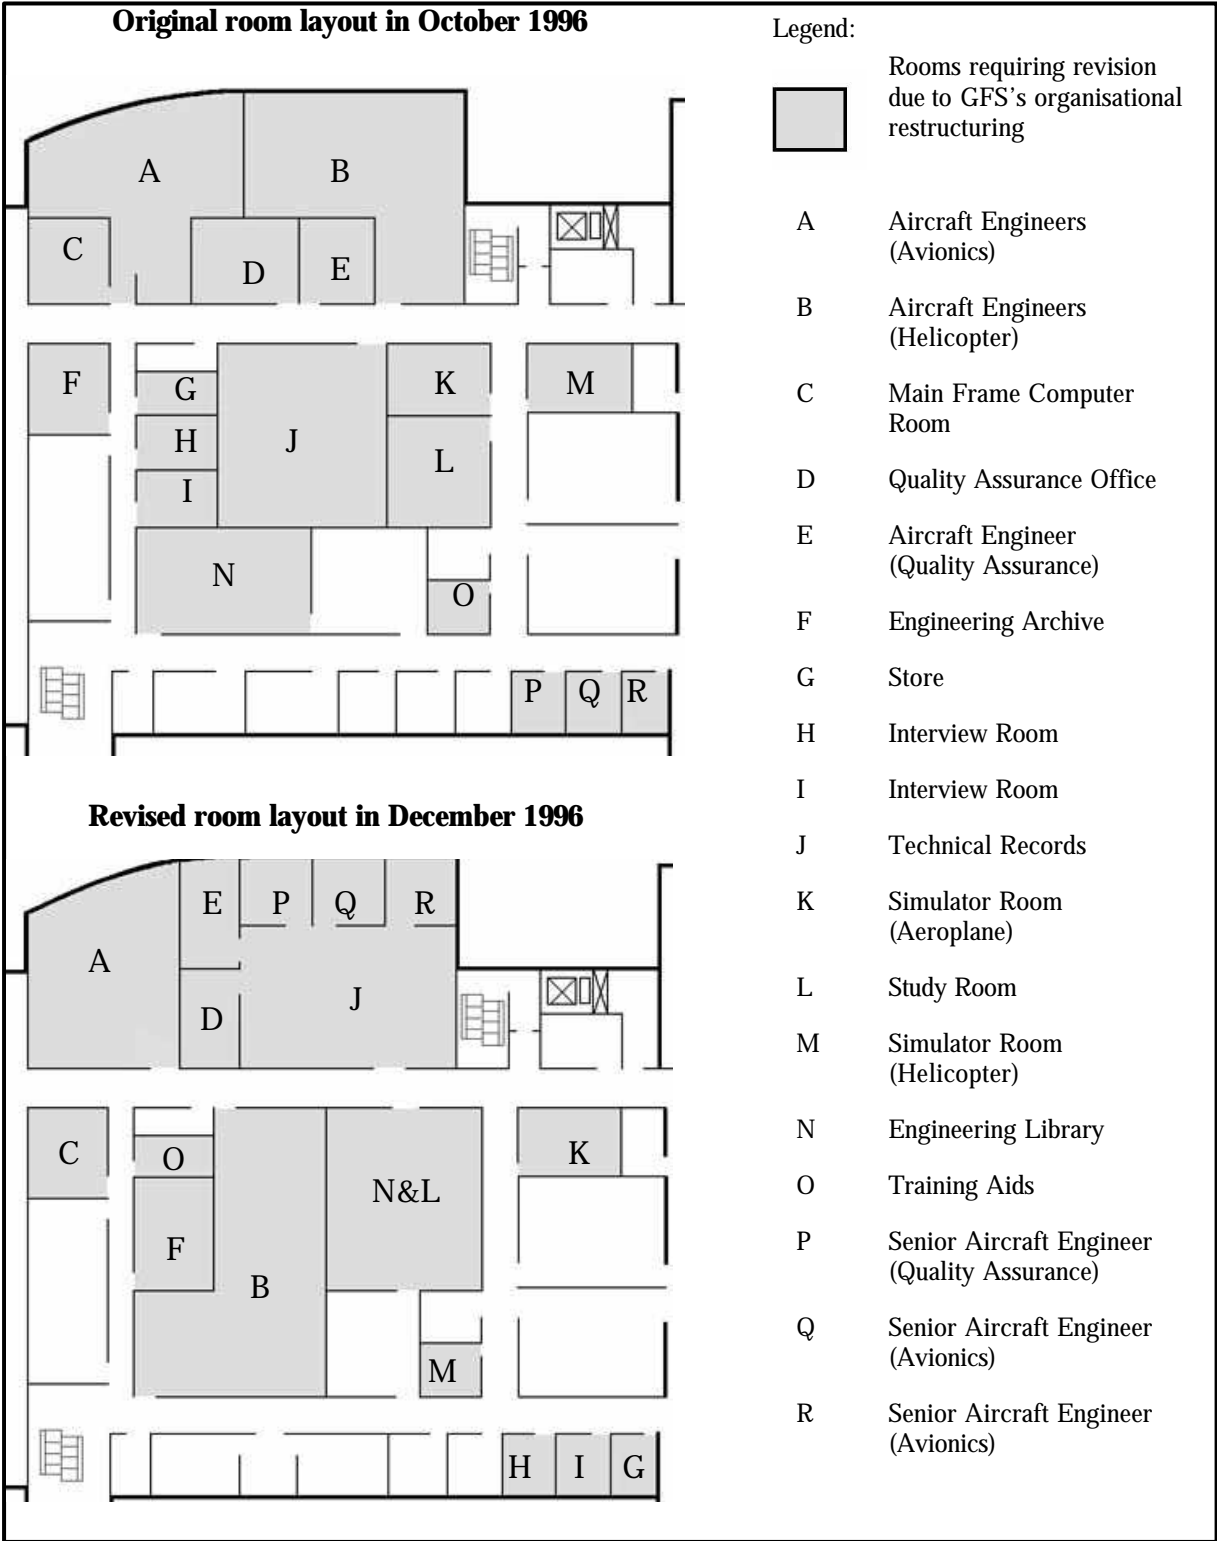 Original room layout in October 1996
A
B
C
D
E
F
G
H
I
J
K
L
M
N
O
P
Q
R
Revised room layout in December 1996
A
E
P
Q
R
D
J
C
O
F
B
N&L
K
M
H
I
G
Legend:
Rooms requiring revision
due to GFS's organisational
restructuring
A Aircraft Engineers
(Avionics)
B Aircraft Engineers
(Helicopter)
C Main Frame Computer
Room
D Quality Assurance Office
E Aircraft Engineer
(Quality Assurance)
F Engineering Archive
G Store
H Interview Room
I Interview Room
J Technical Records
K Simulator Room
(Aeroplane)
L Study Room
M Simulator Room
(Helicopter)
N Engineering Library
O Training Aids
P Senior Aircraft Engineer
(Quality Assurance)
Q Senior Aircraft Engineer
(Avionics)
R Senior Aircraft Engineer
(Avionics)